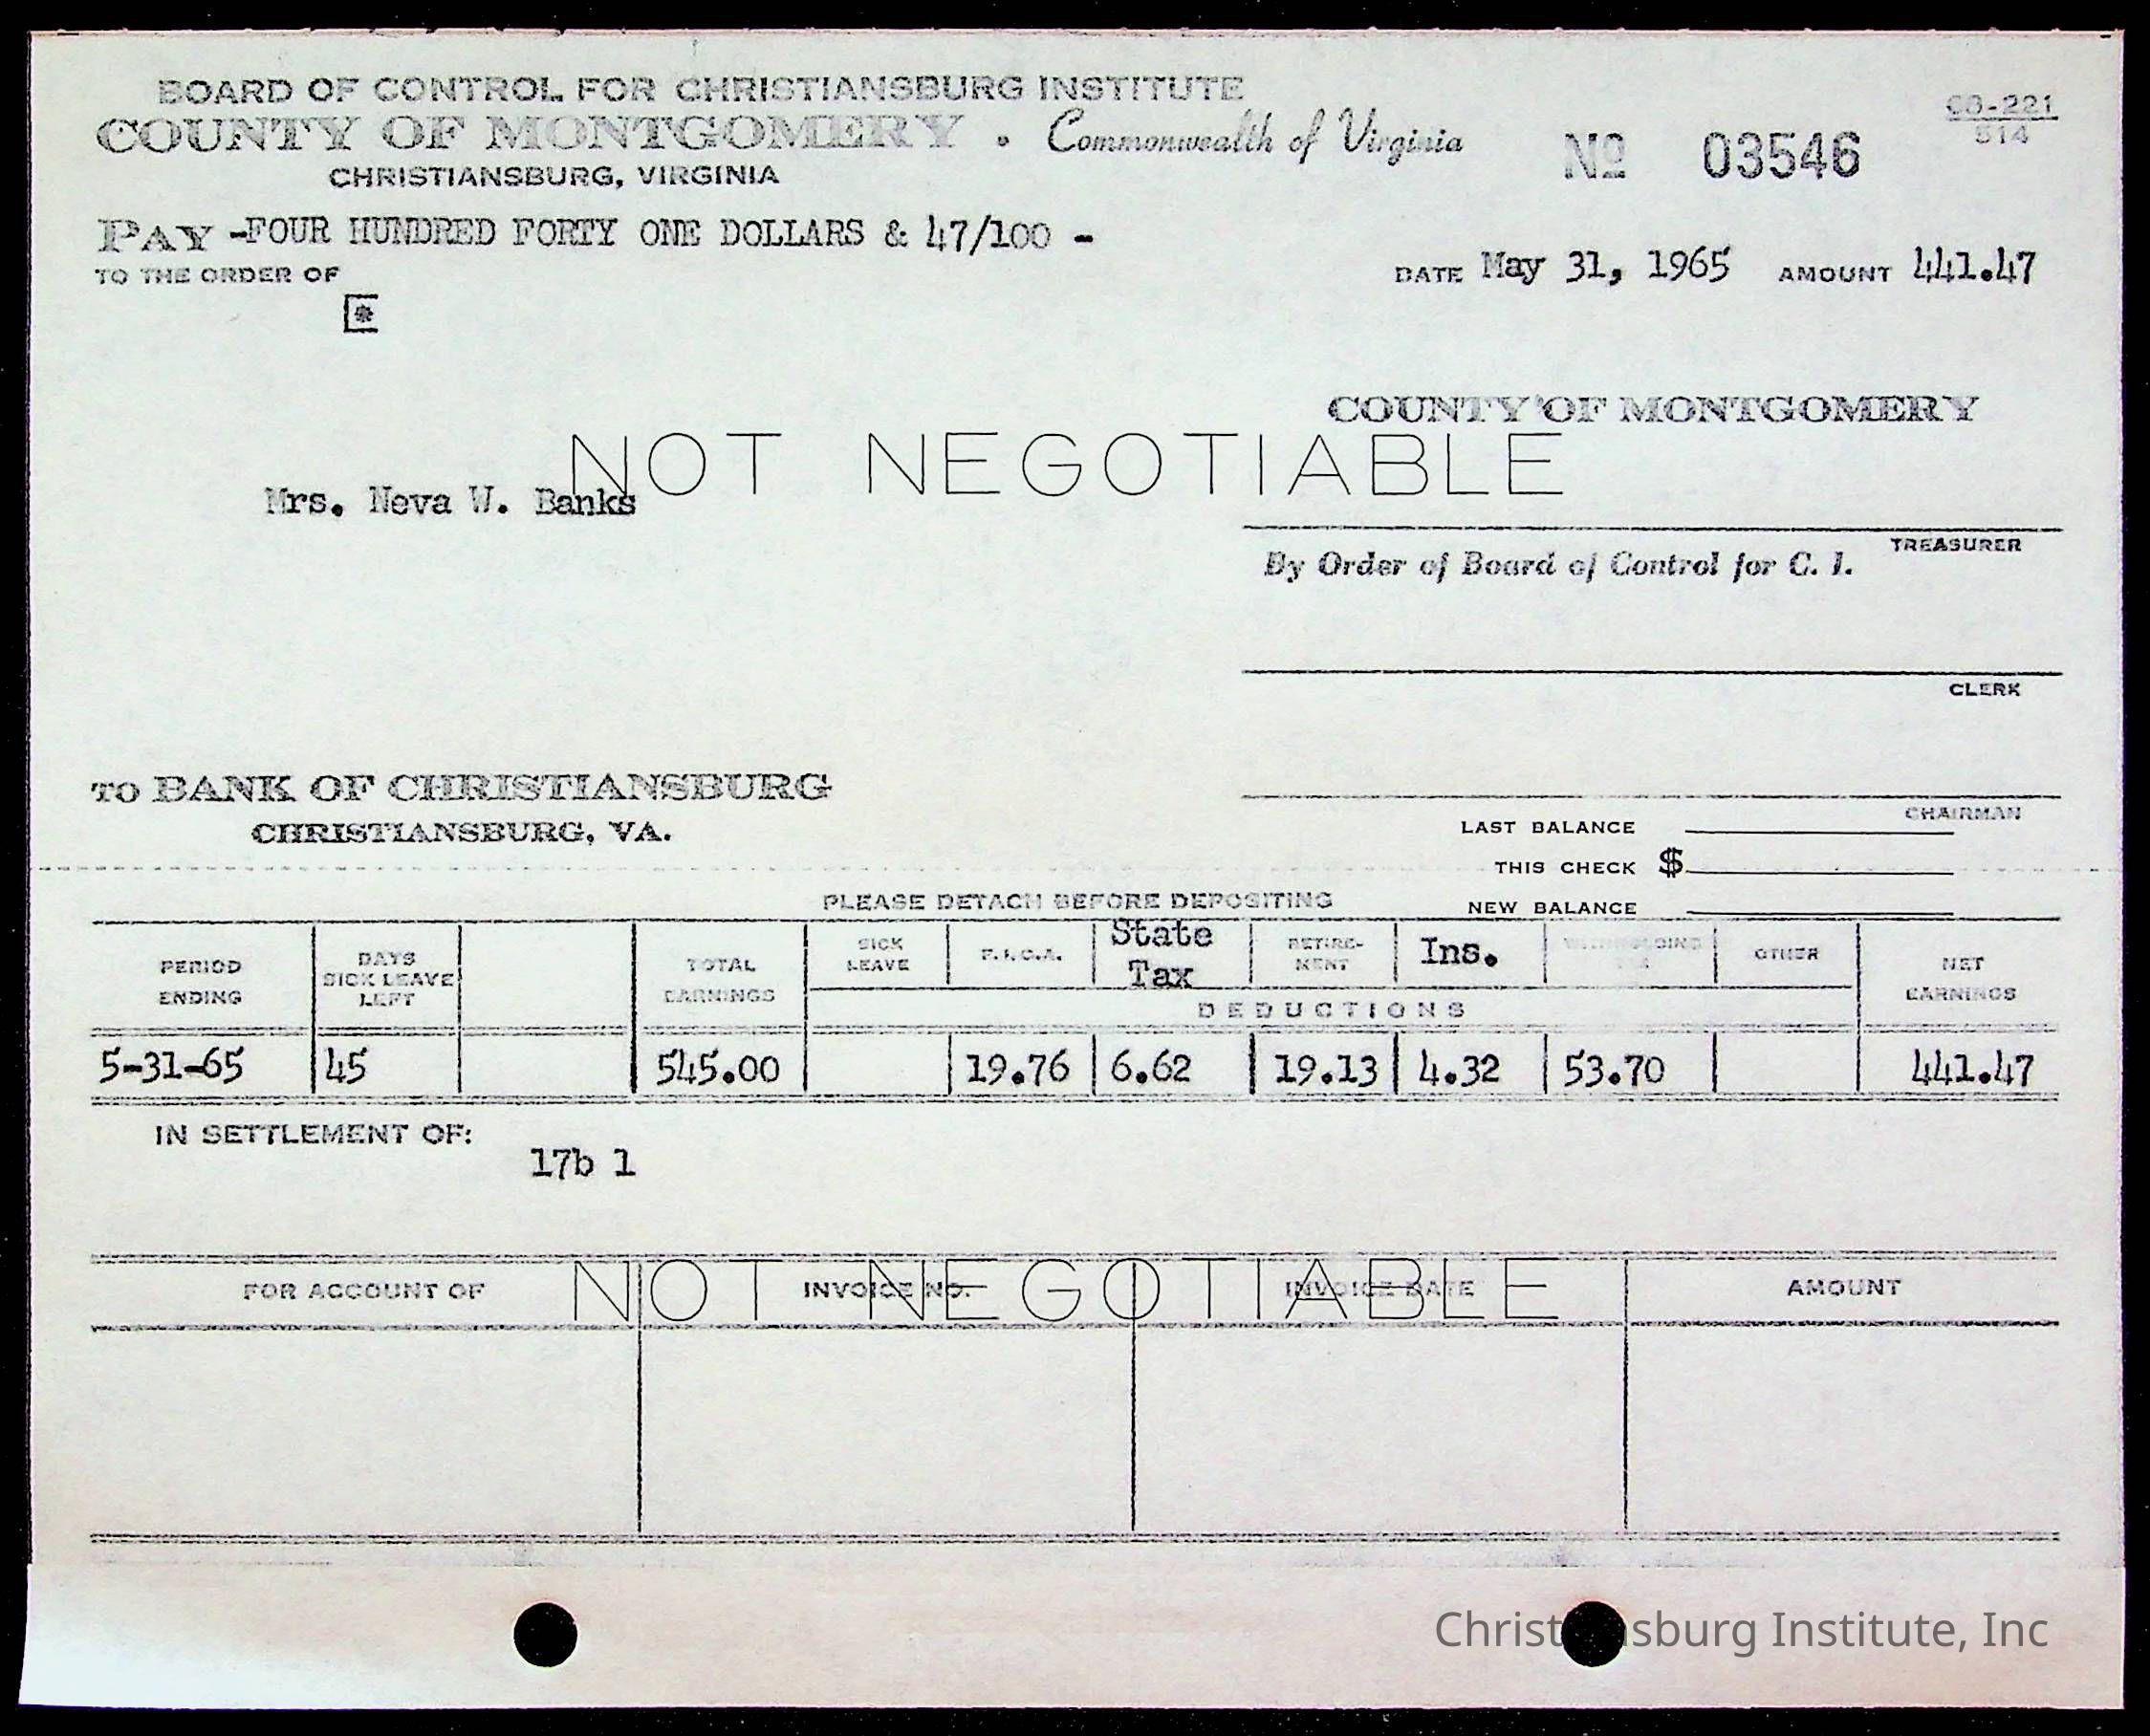 BOARD OF CONTROL FOR CHRISTIANSBURG INSTITUTE
COUNTY OF MONTGOMERY • Commonwealth of Virginia
CHRISTIANSBURG, VIRGINIA
No 03546
514
PAY -FOUR HUNDRED FORTY ONE DOLLARS & 47/100 -
TO THE ORDER OF
DATE May 31, 1965 AMOUNT 441.47
COUNTY OF MONTGOMERY
NOT NEGOTIABLE
Mrs. Neva W. Banks
TREASURER
By Order of Board of Control for C. I.
CLERK
TO BANK OF CHRISTIANSBURG
CHRISTIANSBURG, VA.
CHAIRMAN
LAST BALANCE
THIS CHECK $
NEW BALANCE
PLEASE DETACH BEFORE DEPOSITING
PERIOD ENDING
DAYS SICK LEAVE LEFT
TOTAL EARNINGS
SICK LEAVE
F.I.C.A.
State Tax
RETIRE-MENT
Ins.
WITHHOLDING
OTHER
NET EARNINGS
DEDUCTIONS
5-31-65 45 545.00 19.76 6.62 19.13 4.32 53.70 441.47
IN SETTLEMENT OF:
17b 1
NOT NEGOTIABLE
FOR ACCOUNT OF INVOICE NO. INVOICE DATE AMOUNT
Institute, Inc